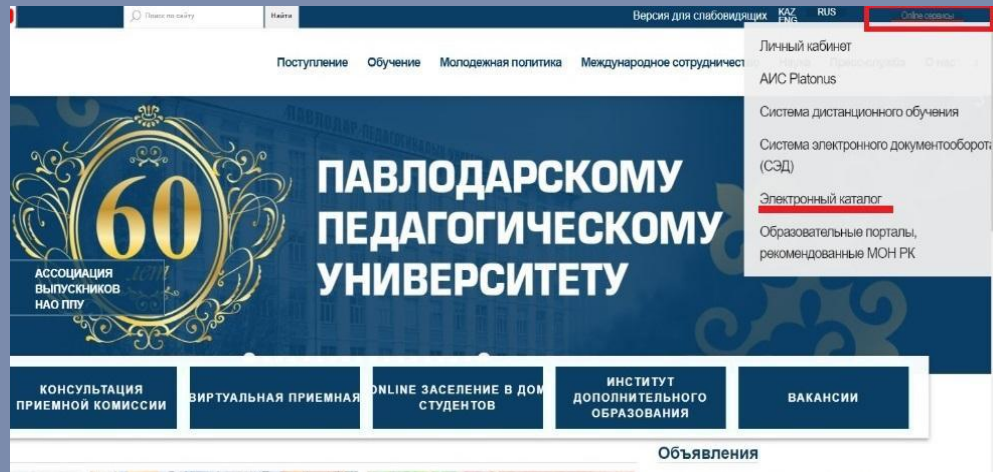 Поиск по сайту
Найти
Версия для слабовидящих
KAZ
RUS
ENG
Online сервисы
Поступление
Обучение
Молодежная политика
Международное сотрудничество
Личный кабинет
АИС Platonus
Система дистанционного обучения
Система электронного документооборота
(СЭД)
Электронный каталог
Образовательные порталы,
рекомендованные МОН РК
60
лет
ПАВЛОДАРСКОМУ
ПЕДАГОГИЧЕСКОМУ
УНИВЕРСИТЕТУ
АССОЦИАЦИЯ
ВЫПУСКНИКОВ
НАО ППУ
КОНСУЛЬТАЦИЯ
ПРИЕМНОЙ КОМИССИИ
ВИРТУАЛЬНАЯ ПРИЕМНАЯ
ONLINE ЗАСЕЛЕНИЕ В ДОМ
СТУДЕНТОВ
ИНСТИТУТ
ДОПОЛНИТЕЛЬНОГО
ОБРАЗОВАНИЯ
ВАКАНСИИ
Объявления